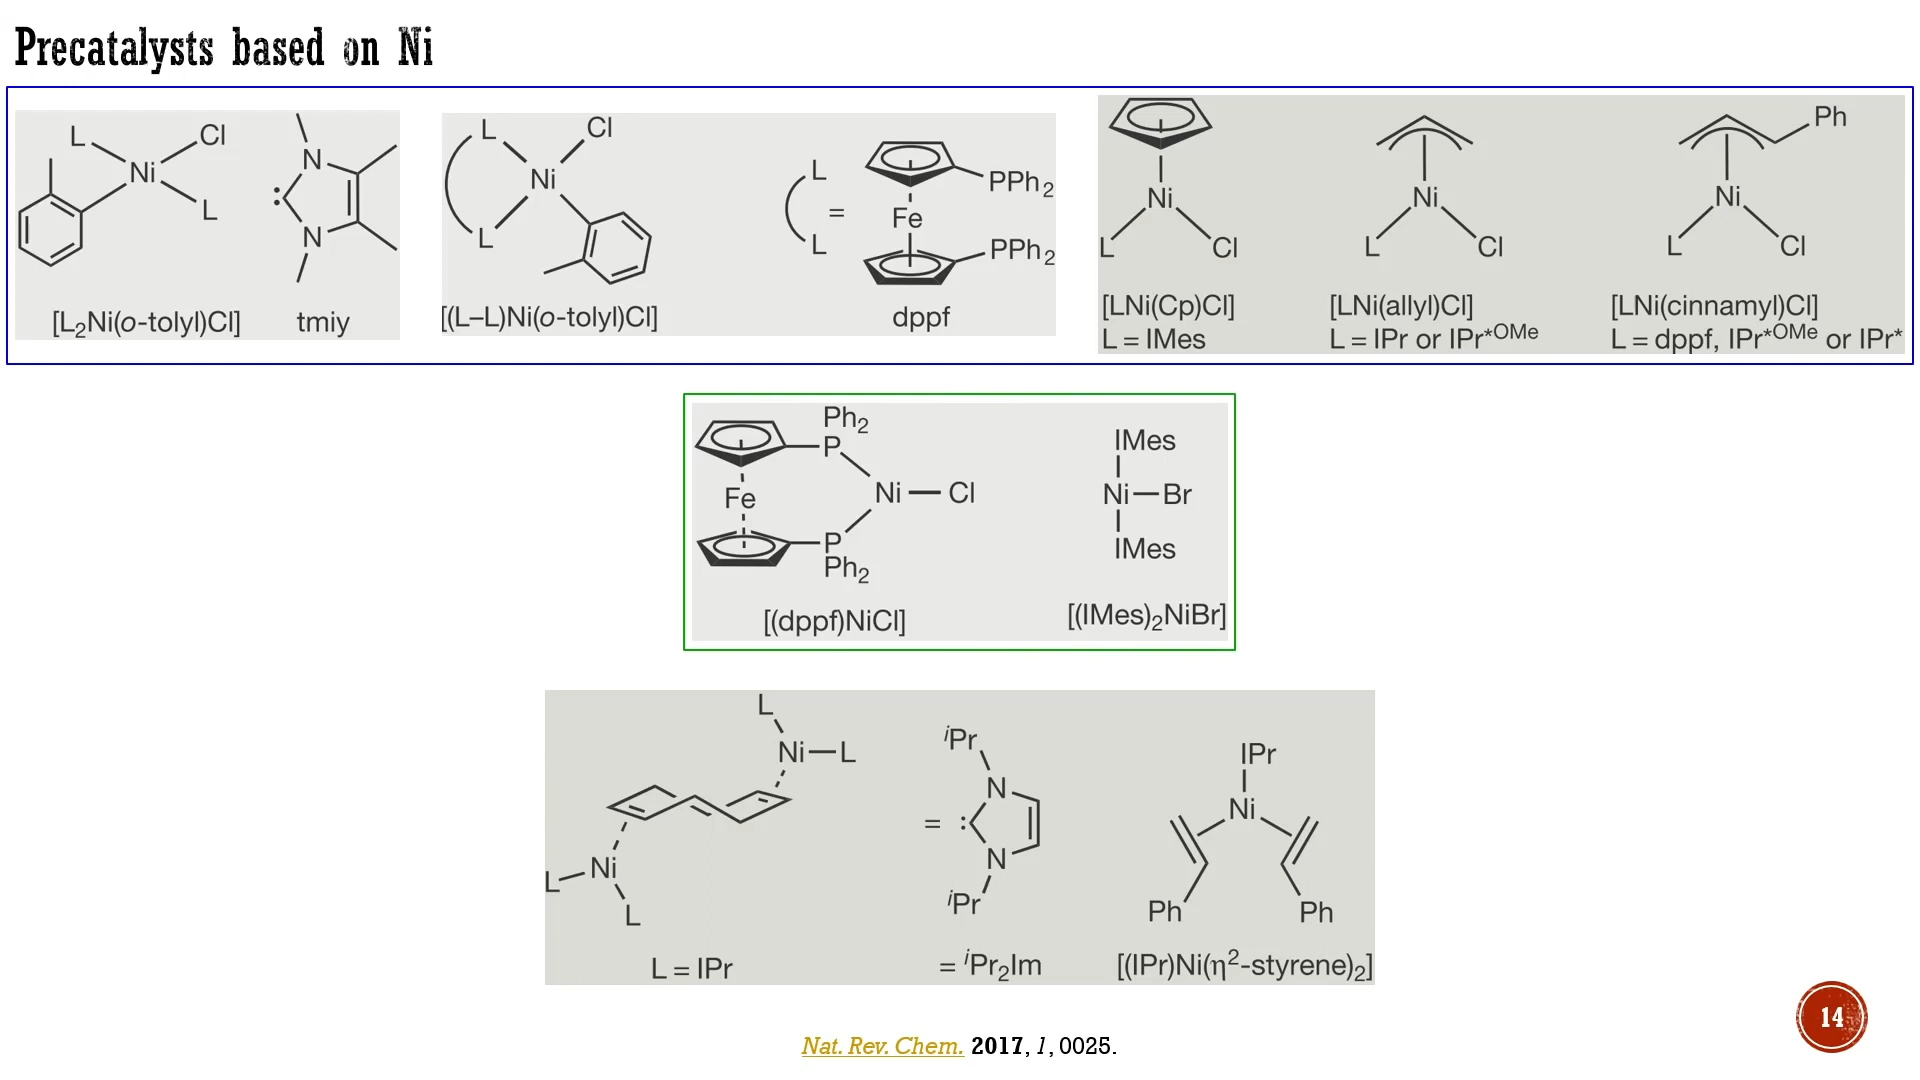 Precatalysts based on Ni
L
Cl
Ni
L
N
:
N
[L₂Ni(o-tolyl)Cl]
tmiy
L
Cl
Ni
L
[(L–L)Ni(o-tolyl)Cl]
L
=
L
PPh₂
Fe
PPh₂
dppf
Ni
L
Cl
[LNi(Cp)Cl]
L = IMes
Ni
L
Cl
[LNi(allyl)Cl]
L = IPr or IPr*ᴼᴹᵉ
Ph
Ni
L
Cl
[LNi(cinnamyl)Cl]
L = dppf, IPr*ᴼᴹᵉ or IPr*
Ph₂
P
Fe
Ni
Cl
P
Ph₂
[(dppf)NiCl]
IMes
Ni
Br
IMes
[(IMes)₂NiBr]
L
Ni
L
Ni
L
L
L = IPr
ⁱPr
N
= :
N
ⁱPr
= ⁱPr₂Im
IPr
Ni
Ph
Ph
[(IPr)Ni(η²-styrene)₂]
14
Nat. Rev. Chem. 2017, 1, 0025.